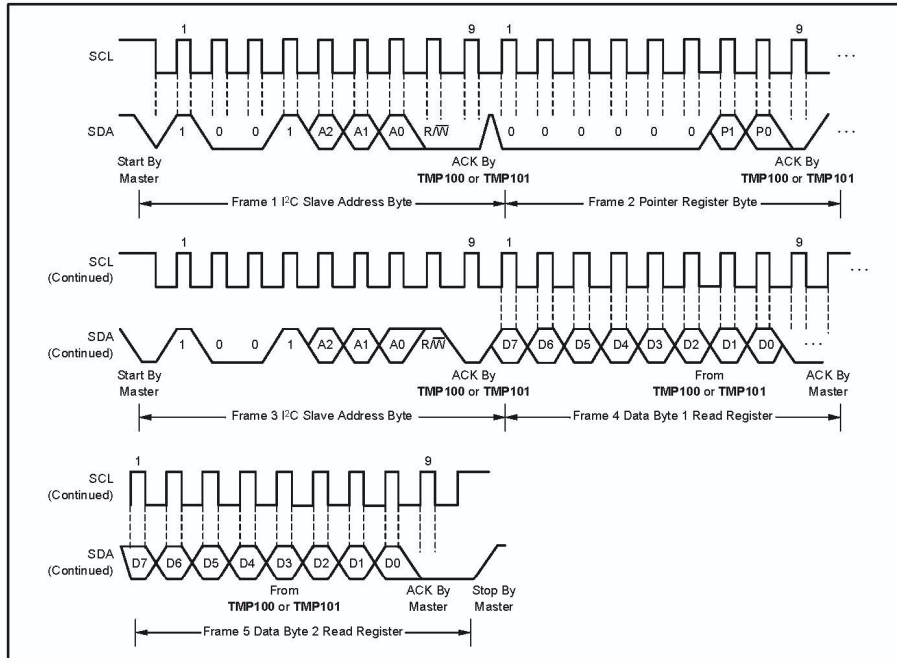 1 9 1 9
SCL ···
SDA 1 0 0 1 A2 A1 A0 R/W̅ 0 0 0 0 0 0 P1 P0 ···
Start By ACK By ACK By
Master TMP100 or TMP101 TMP100 or TMP101
Frame 1 I²C Slave Address Byte Frame 2 Pointer Register Byte
1 9 1 9
SCL ···
(Continued)
SDA 1 0 0 1 A2 A1 A0 R/W̅ D7 D6 D5 D4 D3 D2 D1 D0 ···
(Continued)
Start By ACK By From ACK By
Master TMP100 or TMP101 TMP100 or TMP101 Master
Frame 3 I²C Slave Address Byte Frame 4 Data Byte 1 Read Register
1 9
SCL
(Continued)
SDA D7 D6 D5 D4 D3 D2 D1 D0
(Continued)
From ACK By Stop By
TMP100 or TMP101 Master Master
Frame 5 Data Byte 2 Read Register